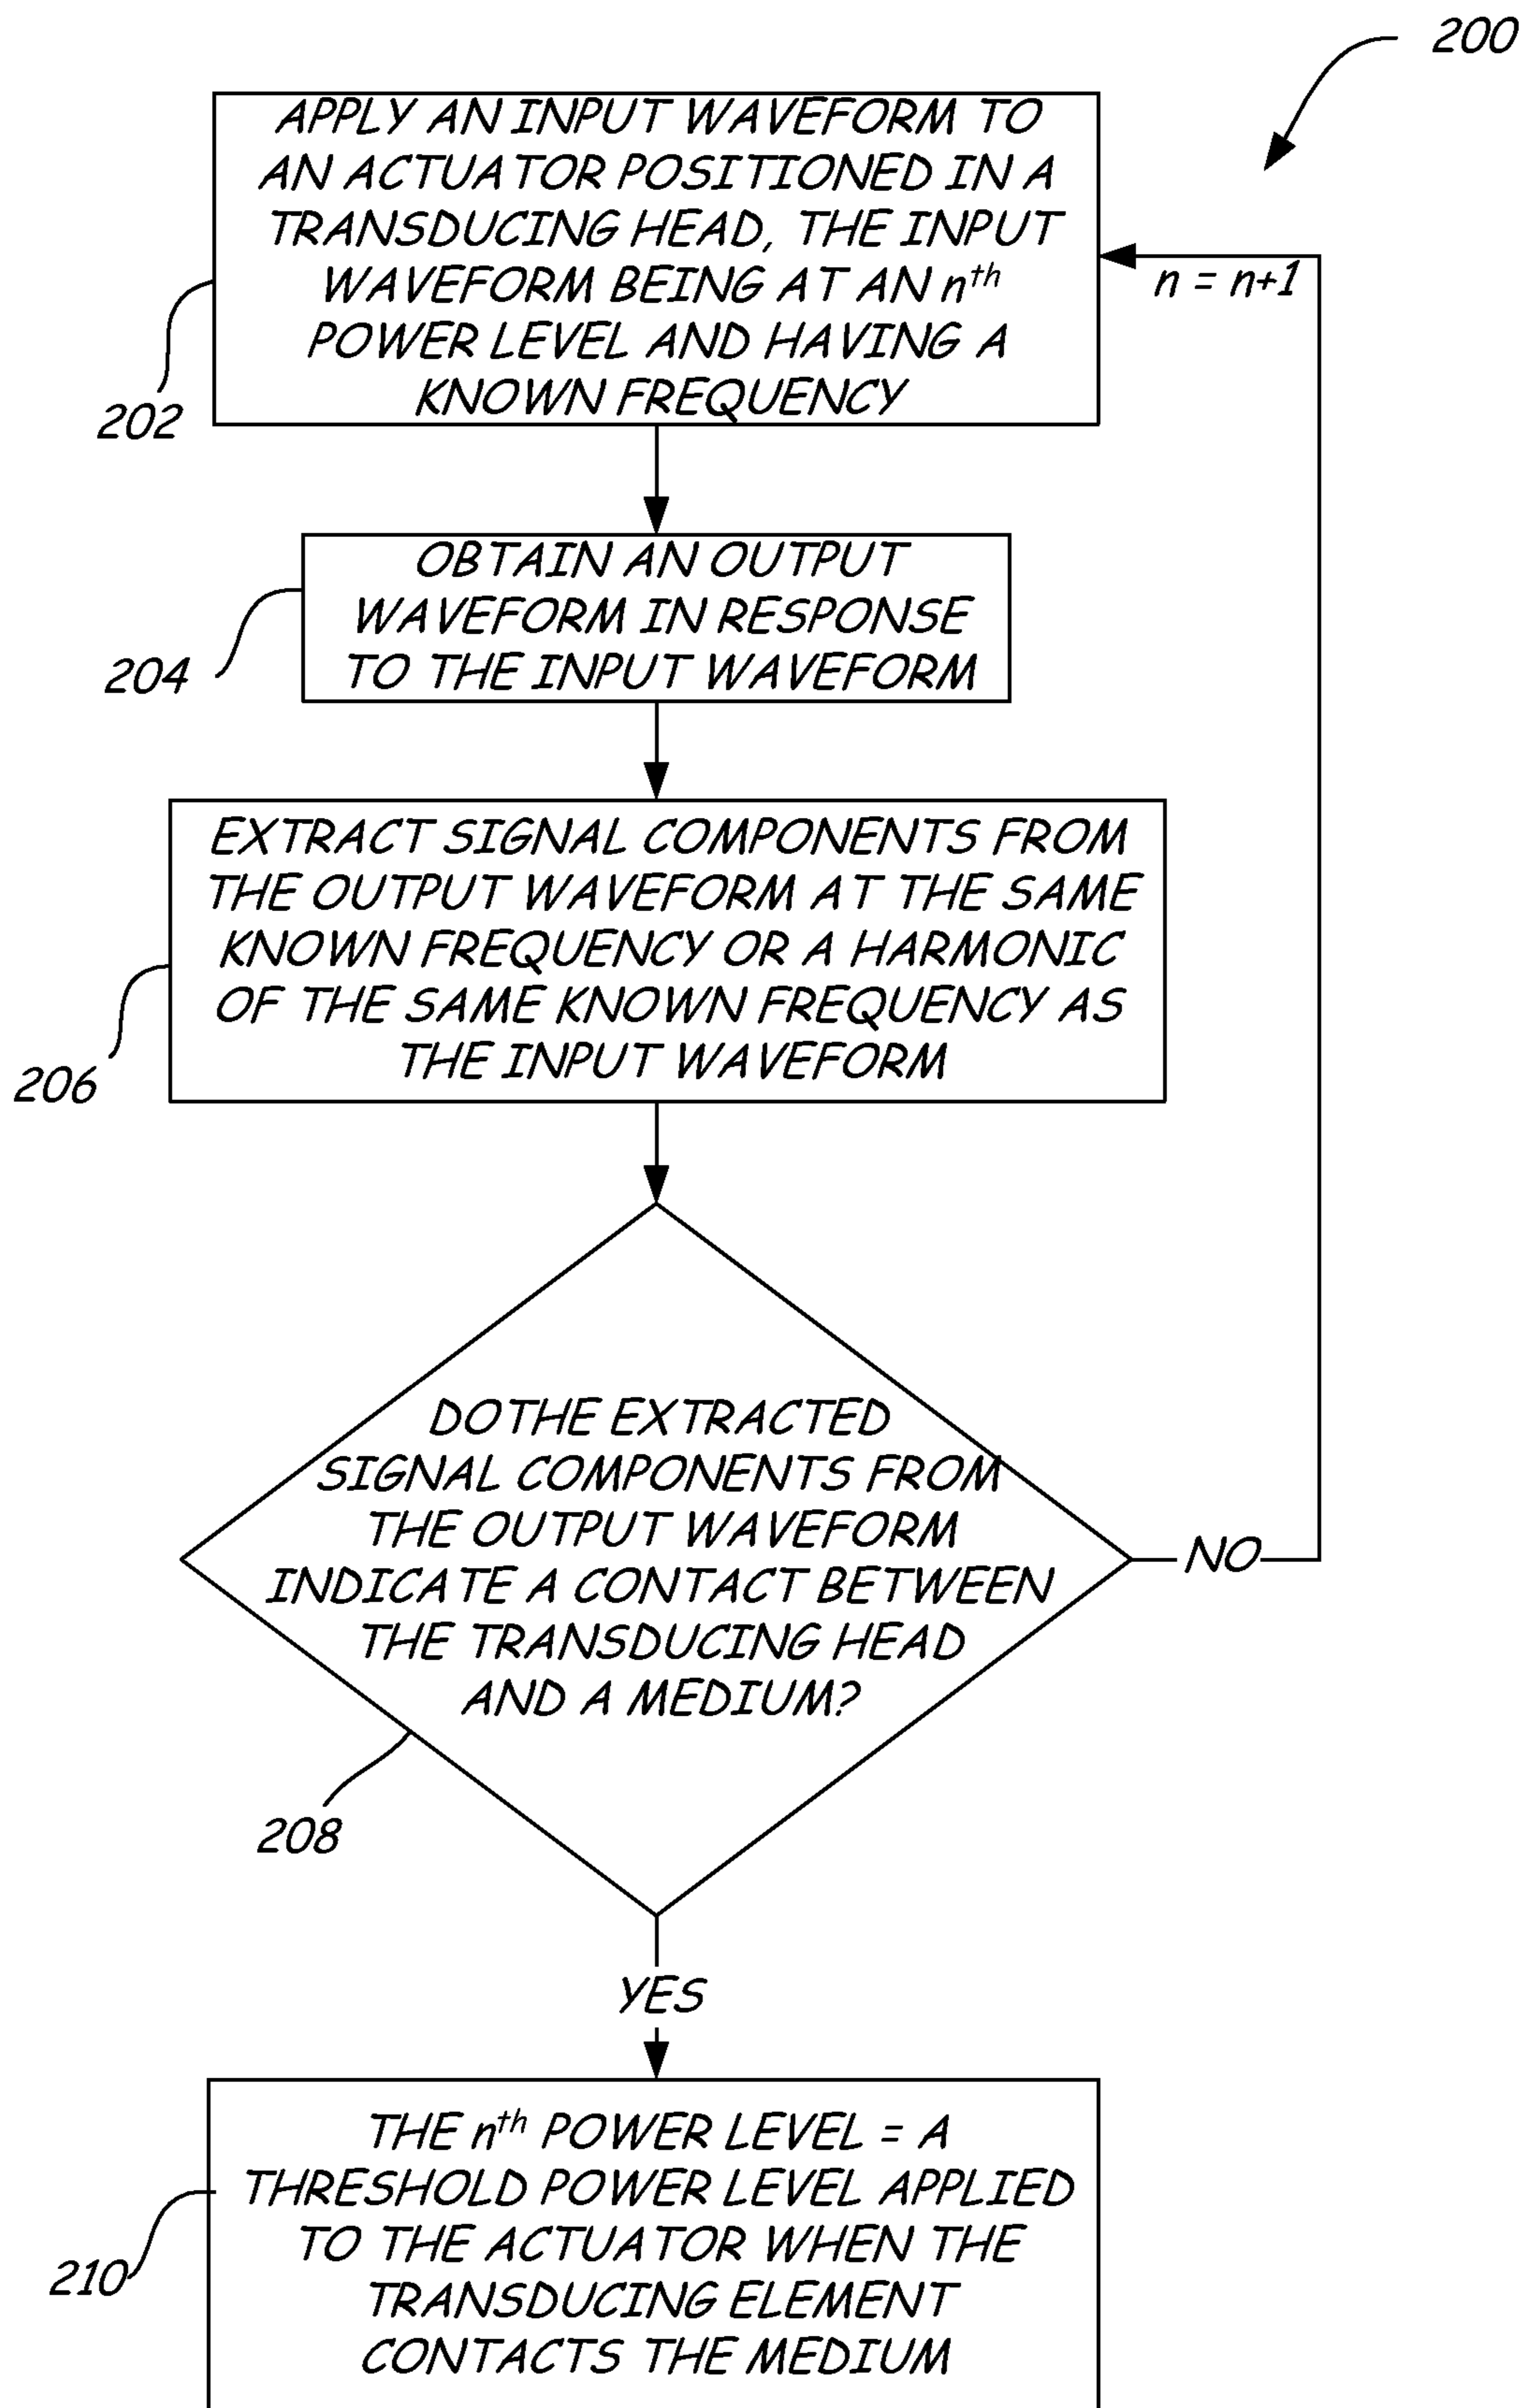 200
APPLY AN INPUT WAVEFORM TO
AN ACTUATOR POSITIONED IN A
TRANSDUCING HEAD, THE INPUT
WAVEFORM BEING AT AN nth
POWER LEVEL AND HAVING A
KNOWN FREQUENCY
n = n+1
202
OBTAIN AN OUTPUT
WAVEFORM IN RESPONSE
TO THE INPUT WAVEFORM
204
EXTRACT SIGNAL COMPONENTS FROM
THE OUTPUT WAVEFORM AT THE SAME
KNOWN FREQUENCY OR A HARMONIC
OF THE SAME KNOWN FREQUENCY AS
THE INPUT WAVEFORM
206
DOTHE EXTRACTED
SIGNAL COMPONENTS FROM
THE OUTPUT WAVEFORM
INDICATE A CONTACT BETWEEN
THE TRANSDUCING HEAD
AND A MEDIUM?
NO
208
YES
THE nth POWER LEVEL = A
THRESHOLD POWER LEVEL APPLIED
TO THE ACTUATOR WHEN THE
TRANSDUCING ELEMENT
CONTACTS THE MEDIUM
210